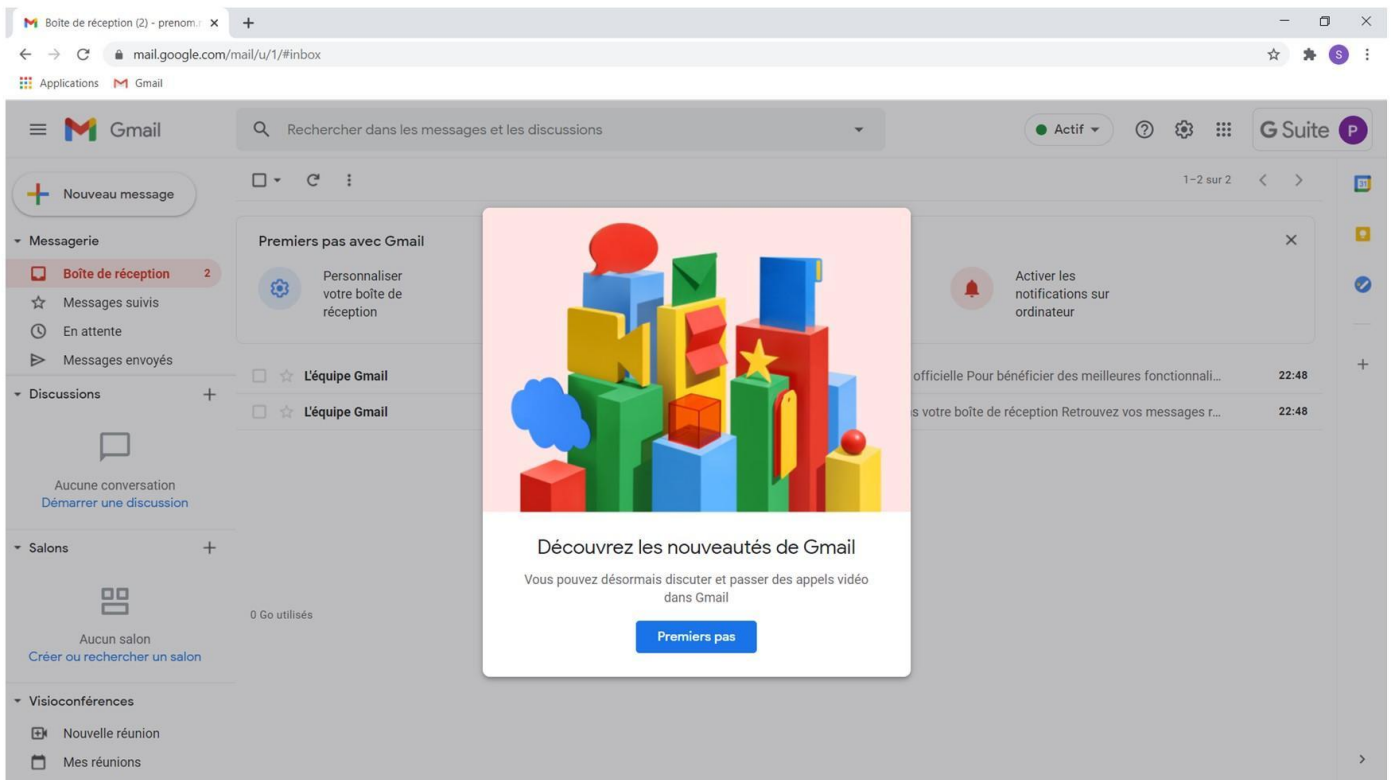 Boîte de réception (2) - prenom.
mail.google.com/mail/u/1/#inbox
S
Applications Gmail
Gmail
Rechercher dans les messages et les discussions
Actif
G Suite
P
Nouveau message
1–2 sur 2
31
Messagerie
Boîte de réception 2
Messages suivis
En attente
Messages envoyés
Discussions
Aucune conversation
Démarrer une discussion
Salons
Aucun salon
Créer ou rechercher un salon
Visioconférences
Nouvelle réunion
Mes réunions
Premiers pas avec Gmail
Personnaliser
votre boîte de
réception
Activer les
notifications sur
ordinateur
L'équipe Gmail officielle Pour bénéficier des meilleures fonctionnali... 22:48
L'équipe Gmail votre boîte de réception Retrouvez vos messages r... 22:48
0 Go utilisés
Découvrez les nouveautés de Gmail
Vous pouvez désormais discuter et passer des appels vidéo
dans Gmail
Premiers pas